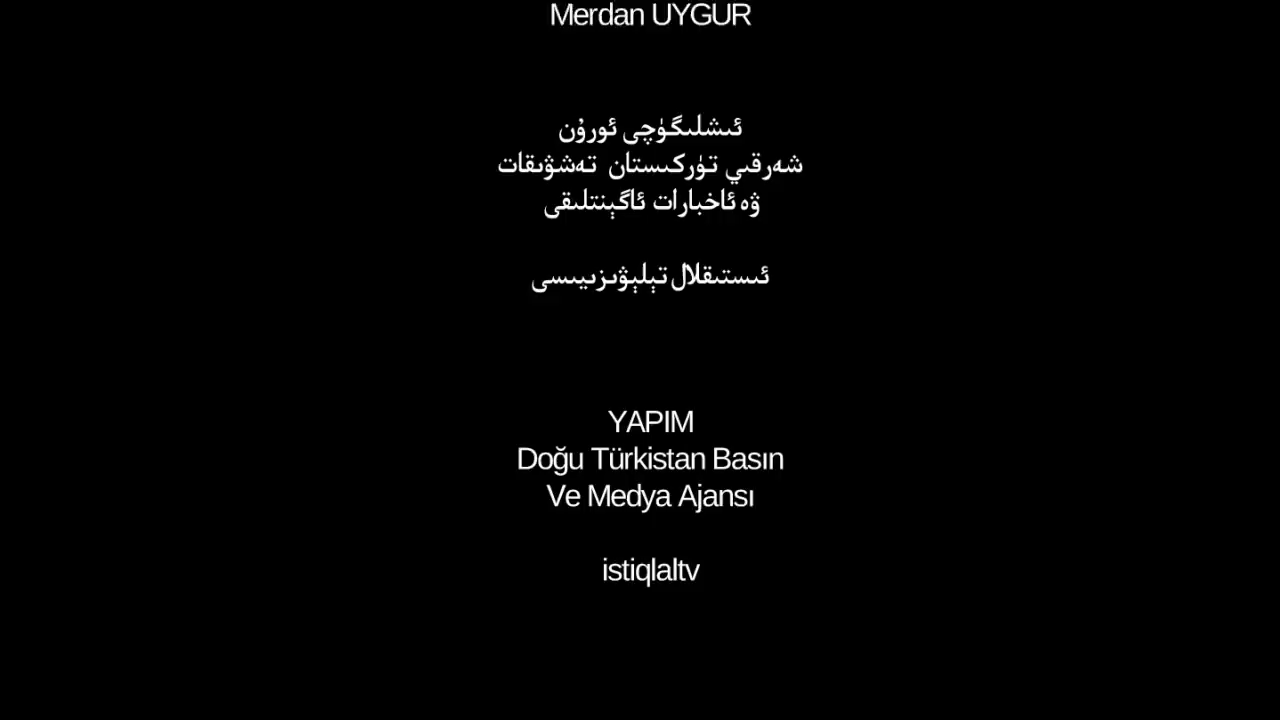 Merdan UYGUR
ئىشلىگۈچى ئورۇن
شەرقىي تۈركىستان تەشۋىقات
ۋە ئاخبارات ئاگېنتلىقى
ئىستىقلال تېلېۋىزىيىسى
YAPIM
Doğu Türkistan Basın
Ve Medya Ajansı
istiqlaltv